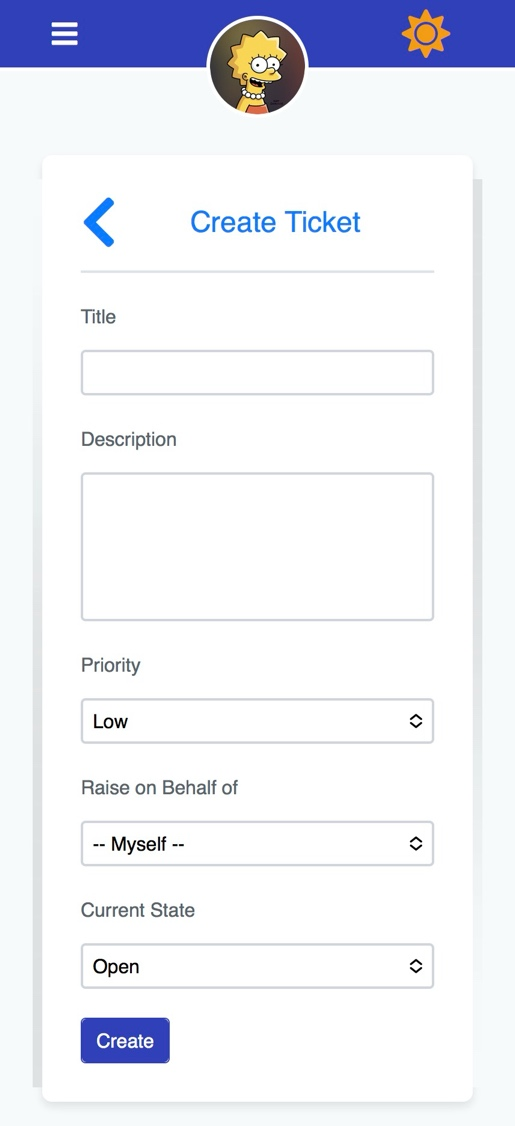 Create Ticket
Title
Description
Priority
Low
Raise on Behalf of
-- Myself --
Current State
Open
Create